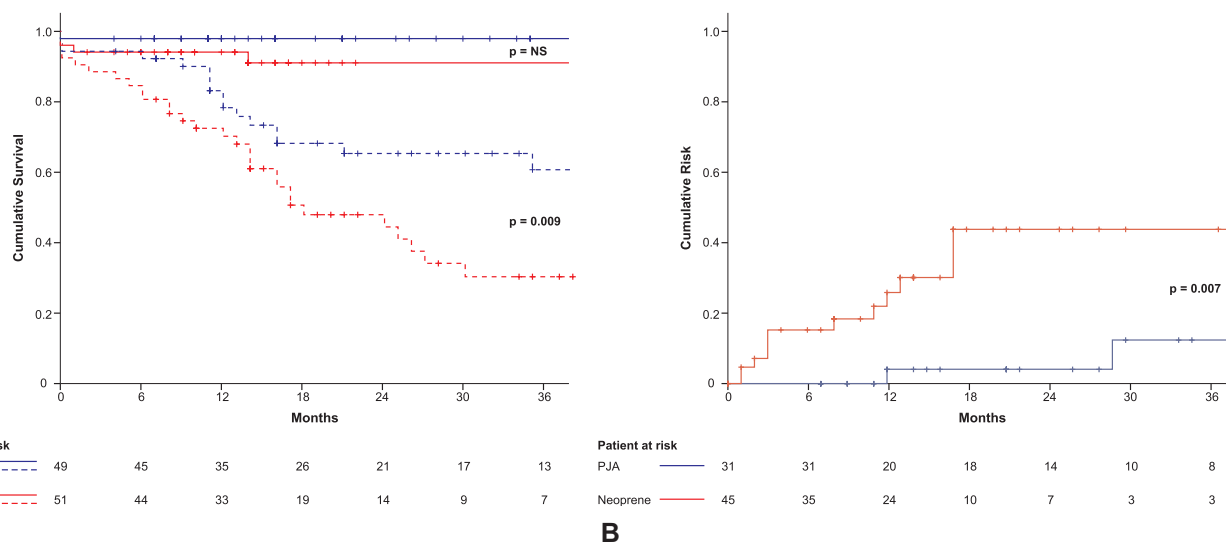 1.0
0.8
0.6
0.4
0.2
0
Cumulative Survival
p = NS
p = 0.009
0 6 12 18 24 30 36
Months
49 45 35 26 21 17 13
51 44 33 19 14 9 7
1.0
0.8
0.6
0.4
0.2
0
Cumulative Risk
p = 0.007
0 6 12 18 24 30 36
Months
Patient at risk
PJA 31 31 20 18 14 10 8
Neoprene 45 35 24 10 7 3 3
B